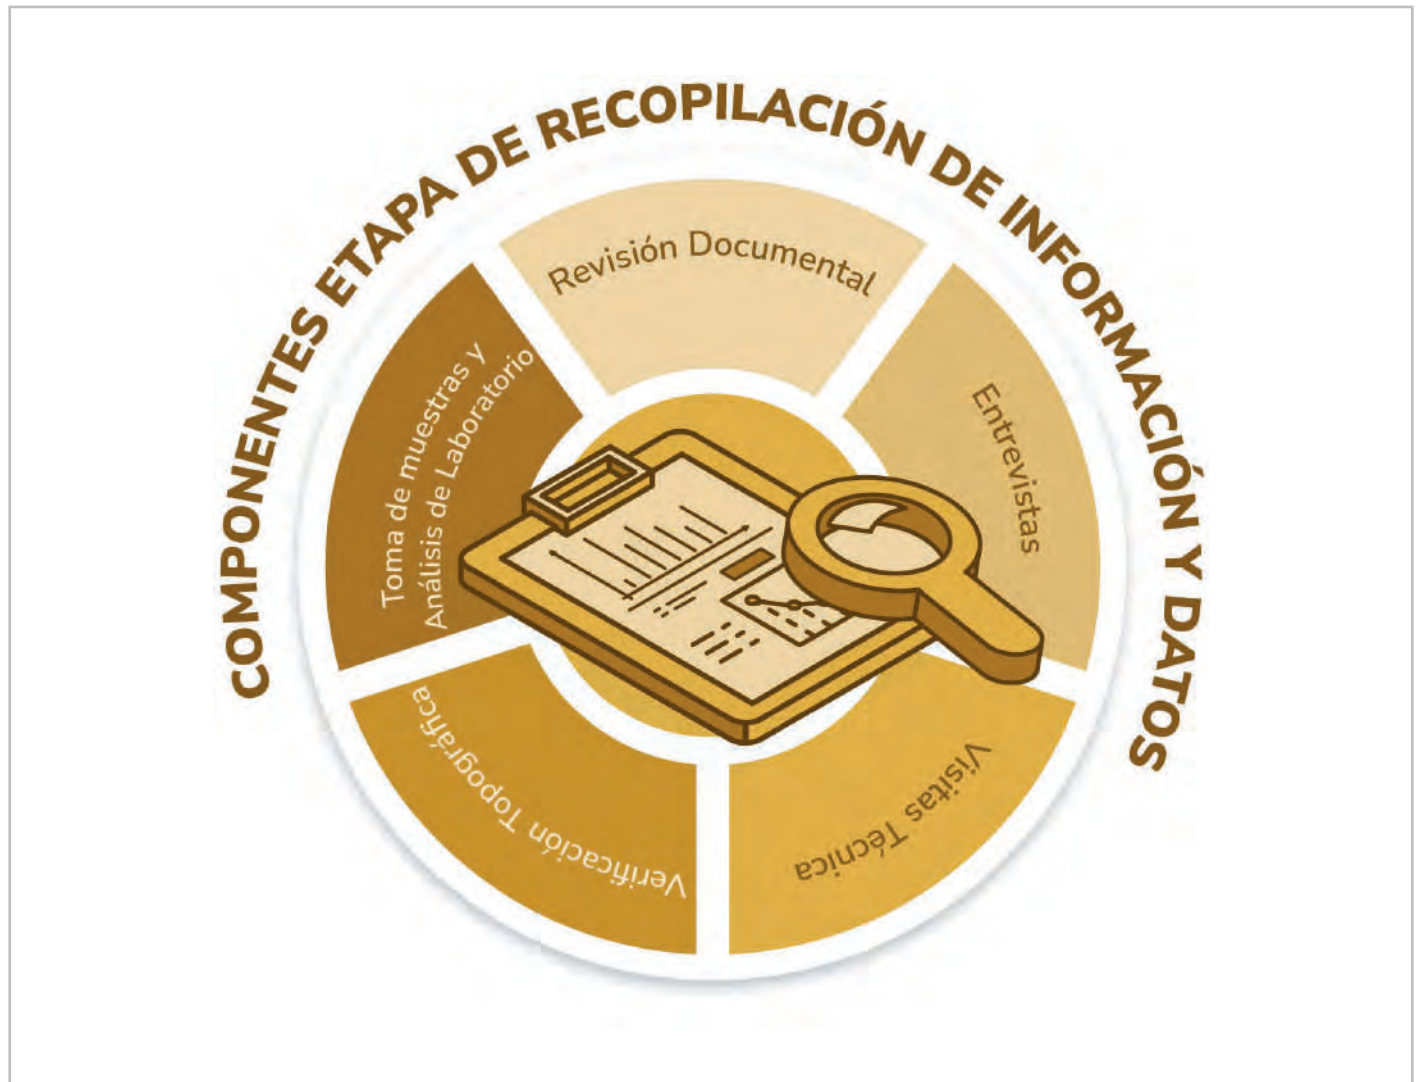 COMPONENTES ETAPA DE RECOPILACIÓN DE INFORMACIÓN Y DATOS
Revisión Documental
Entrevistas
Visitas Técnica
Verificación Topográfica
Toma de muestras y
Análisis de Laboratorio